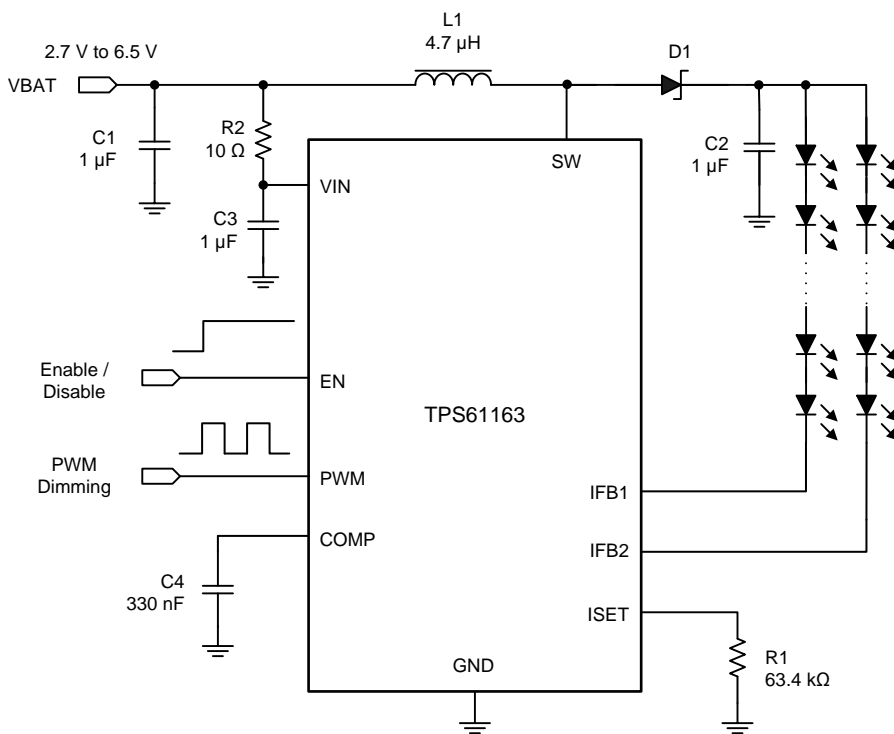 L1
4.7 µH
2.7 V to 6.5 V
VBAT
D1
C1
1 µF
R2
10 Ω
SW
C2
1 µF
VIN
C3
1 µF
Enable /
Disable
EN
TPS61163
PWM
Dimming
PWM
IFB1
COMP
IFB2
C4
330 nF
ISET
GND
R1
63.4 kΩ